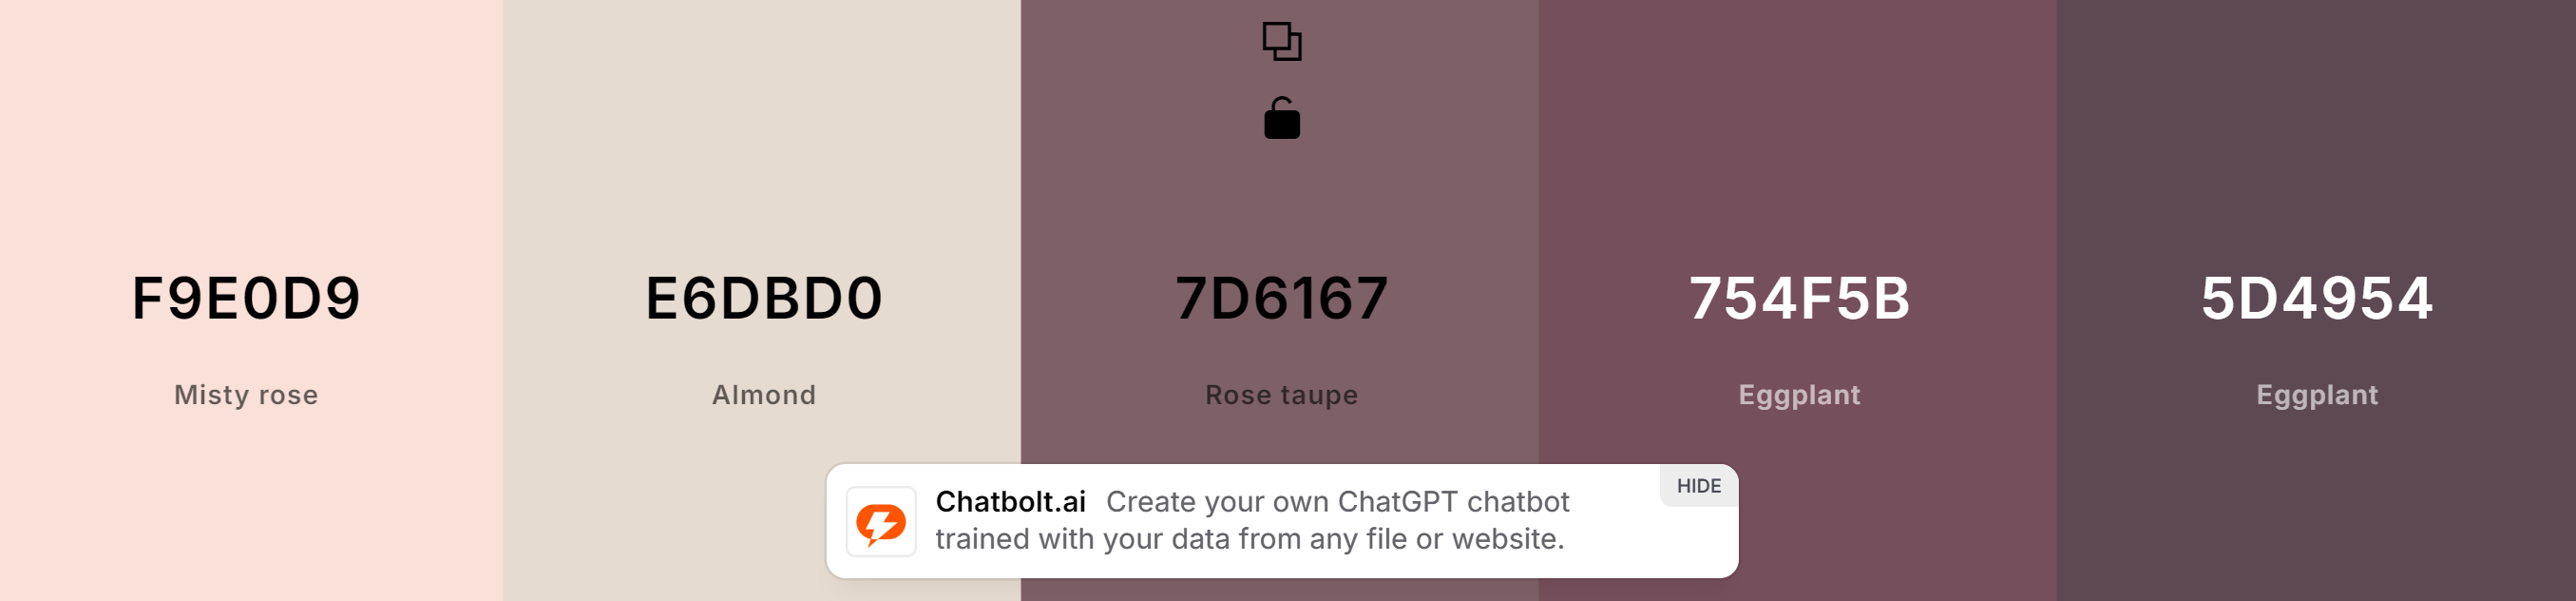 F9E0D9
Misty rose
E6DBD0
Almond
7D6167
Rose taupe
754F5B
Eggplant
5D4954
Eggplant
Chatbolt.ai Create your own ChatGPT chatbot
trained with your data from any file or website.
HIDE